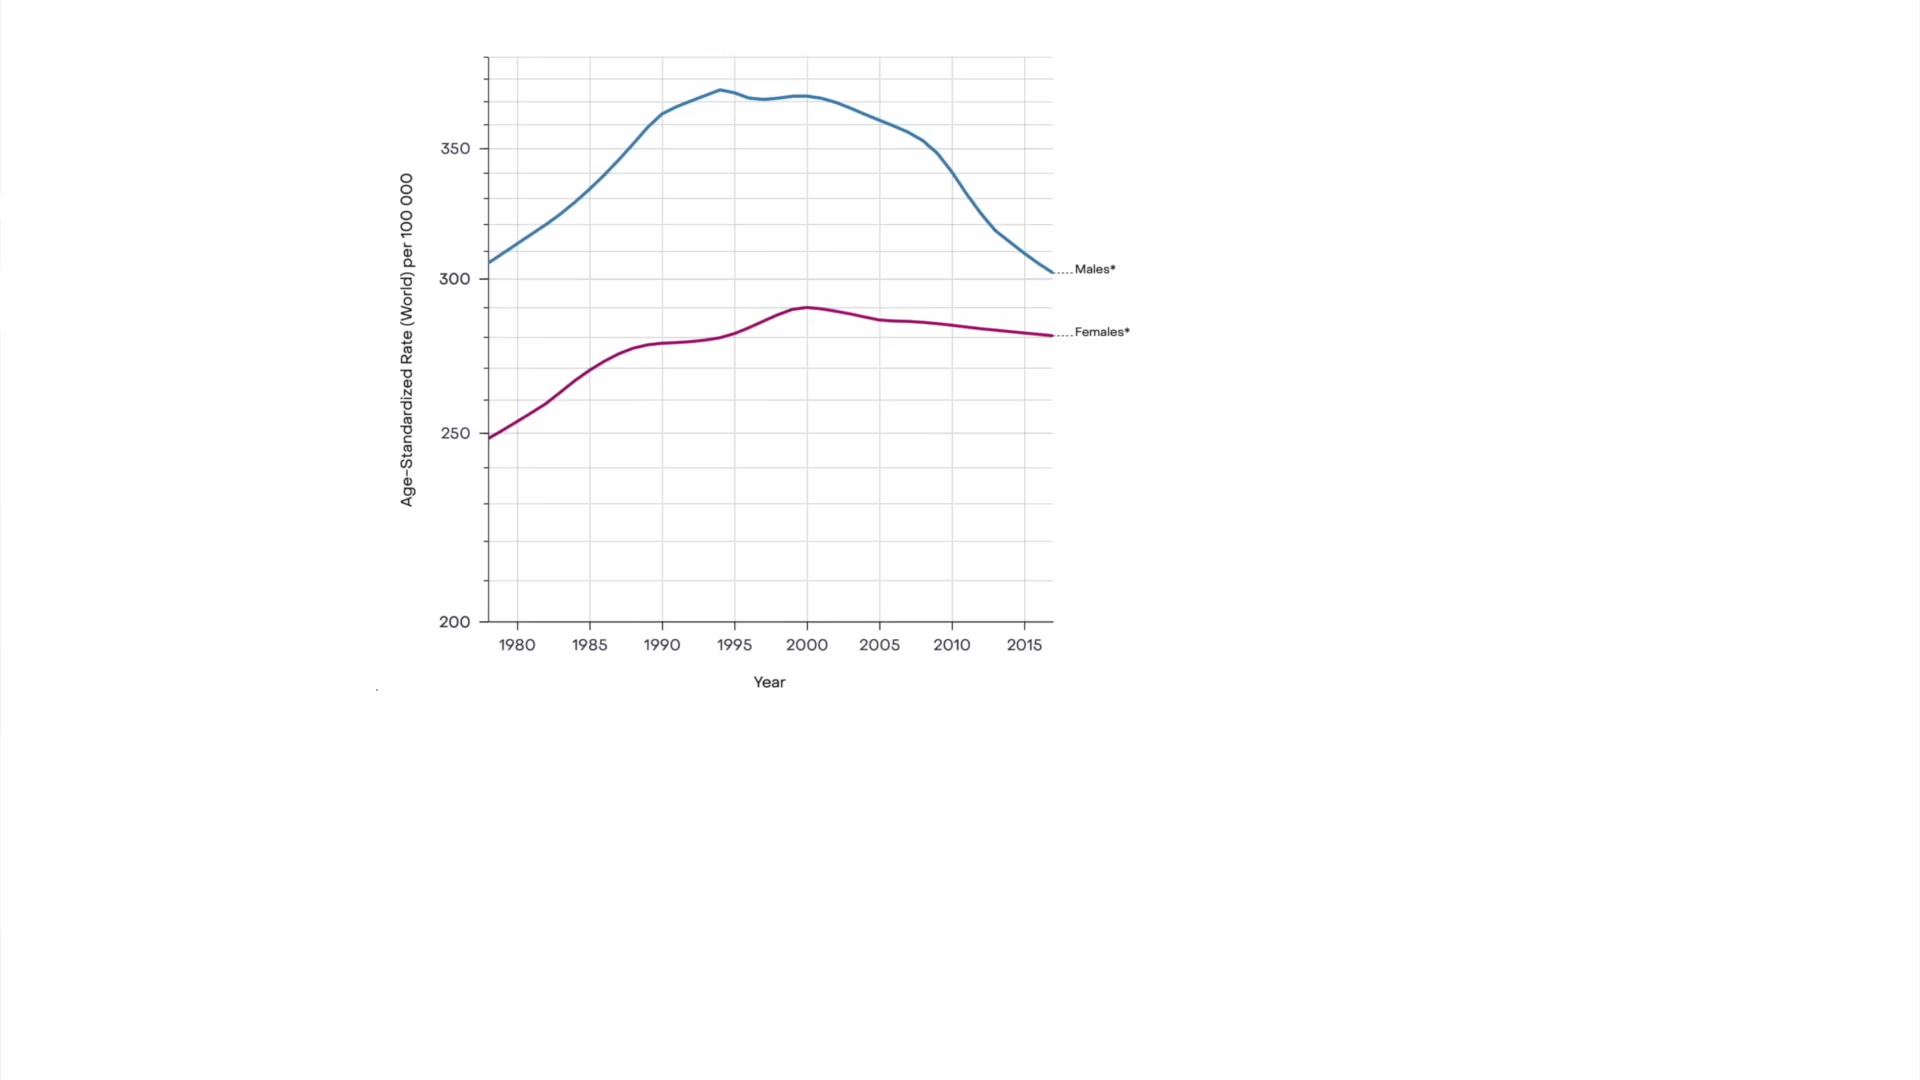 Age-Standardized Rate (World) per 100 000
350
300
250
200
Males*
Females*
1980 1985 1990 1995 2000 2005 2010 2015
Year